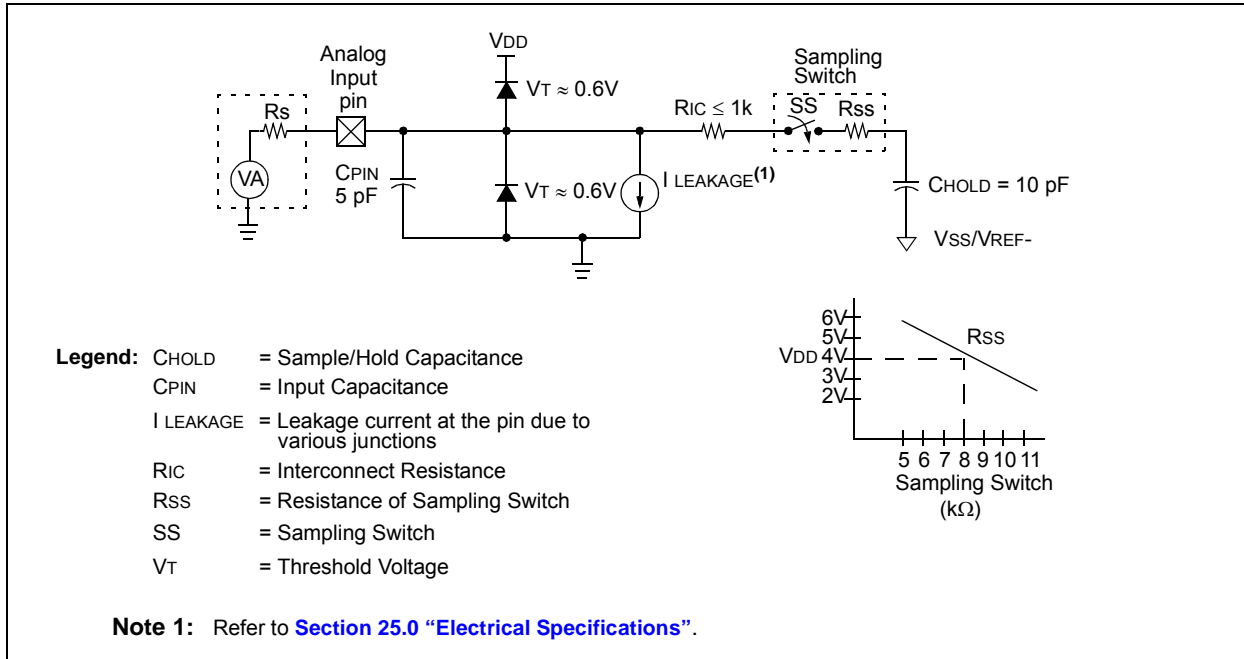 VDD
Analog
Input
pin
VT ≈ 0.6V
Sampling
Switch
Rs
RIC ≤ 1k
SS
Rss
VA
CPIN
5 pF
VT ≈ 0.6V
I LEAKAGE(1)
CHOLD = 10 pF
VSS/VREF-
6V
5V
VDD 4V
3V
2V
RSS
5 6 7 8 9 10 11
Sampling Switch
(kΩ)
Legend: CHOLD = Sample/Hold Capacitance
CPIN = Input Capacitance
I LEAKAGE = Leakage current at the pin due to
various junctions
RIC = Interconnect Resistance
RSS = Resistance of Sampling Switch
SS = Sampling Switch
VT = Threshold Voltage
Note 1: Refer to Section 25.0 “Electrical Specifications”.